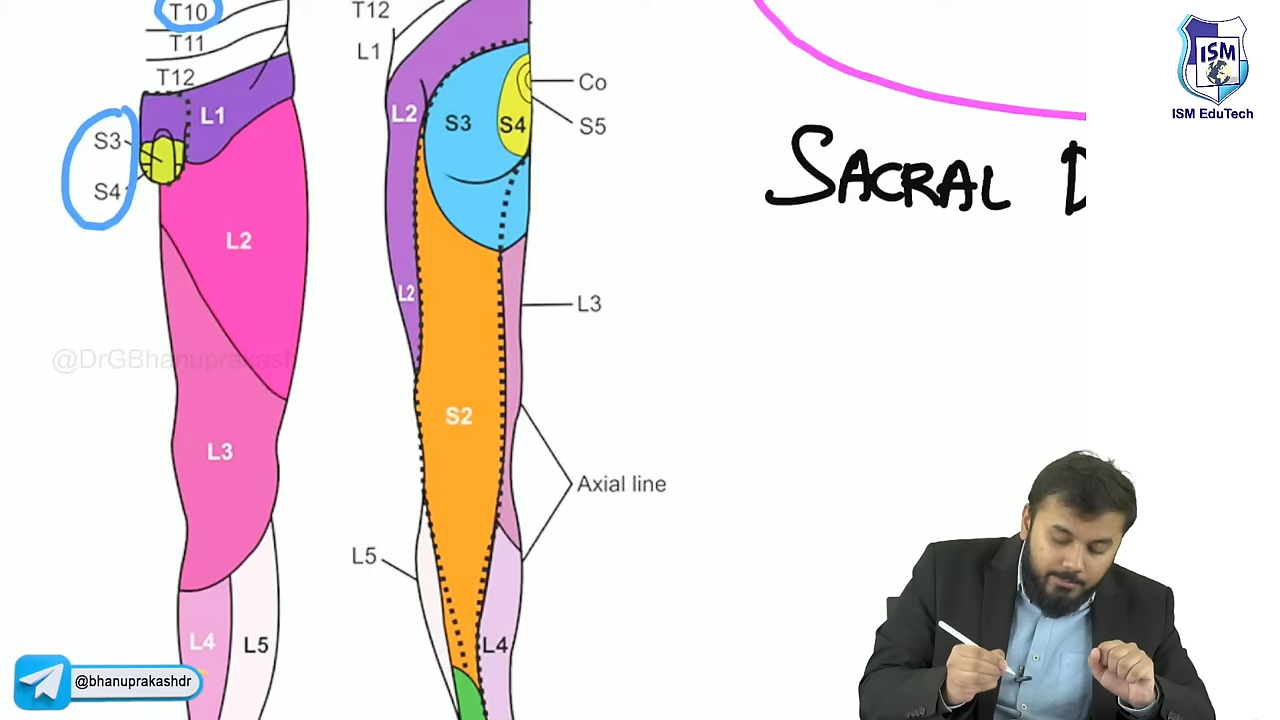 T10
T11
T12
L1
S3
S4
L2
L3
L4
L5
T12
L1
L2
S3
S4
Co
S5
L2
L3
S2
Axial line
L5
L4
SACRAL D
ISM
ISM EduTech
@DrGBhanuprakash
@bhanuprakashdr